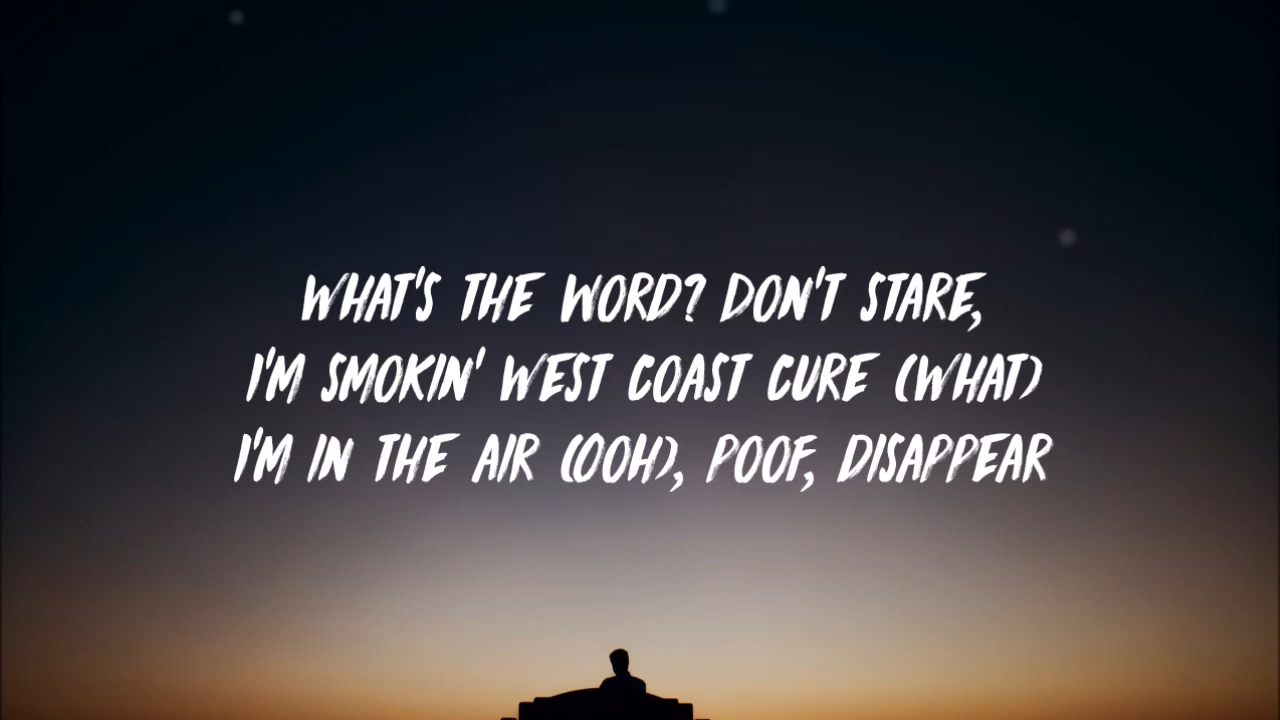 WHAT'S THE WORD? DON'T STARE,
I'M SMOKIN' WEST COAST CURE (WHAT)
I'M IN THE AIR (OOH), POOF, DISAPPEAR